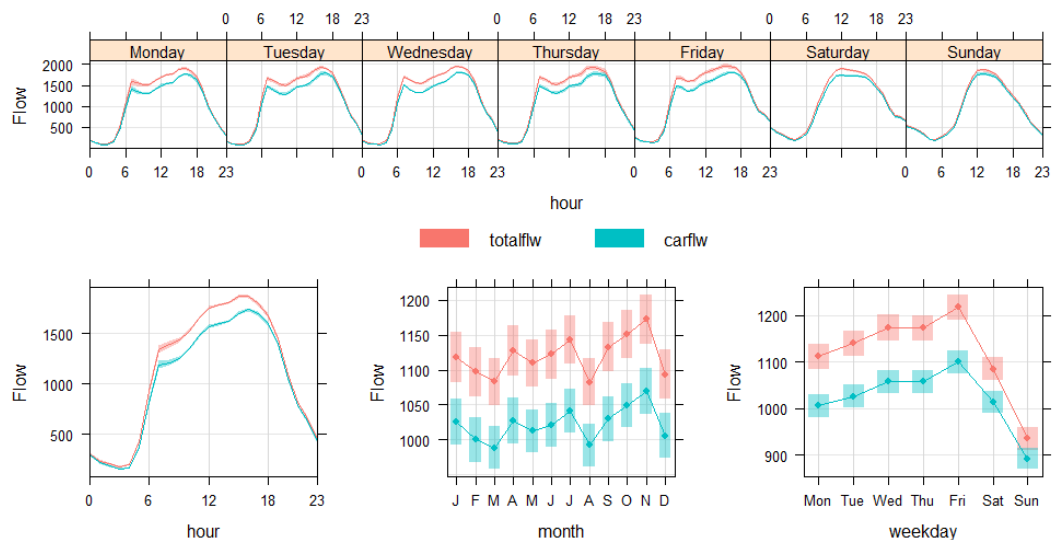 0 6 12 18 23 0 6 12 18 23 0 6 12 18 23
Monday Tuesday Wednesday Thursday Friday Saturday Sunday
Flow
2000
1500
1000
500
0 6 12 18 23 0 6 12 18 23 0 6 12 18 23 0 6 12 18 23
hour
totalflw carflw
Flow
1500
1000
500
0 6 12 18 23
hour
Flow
1200
1150
1100
1050
1000
J F M A M J J A S O N D
month
Flow
1200
1100
1000
900
Mon Tue Wed Thu Fri Sat Sun
weekday